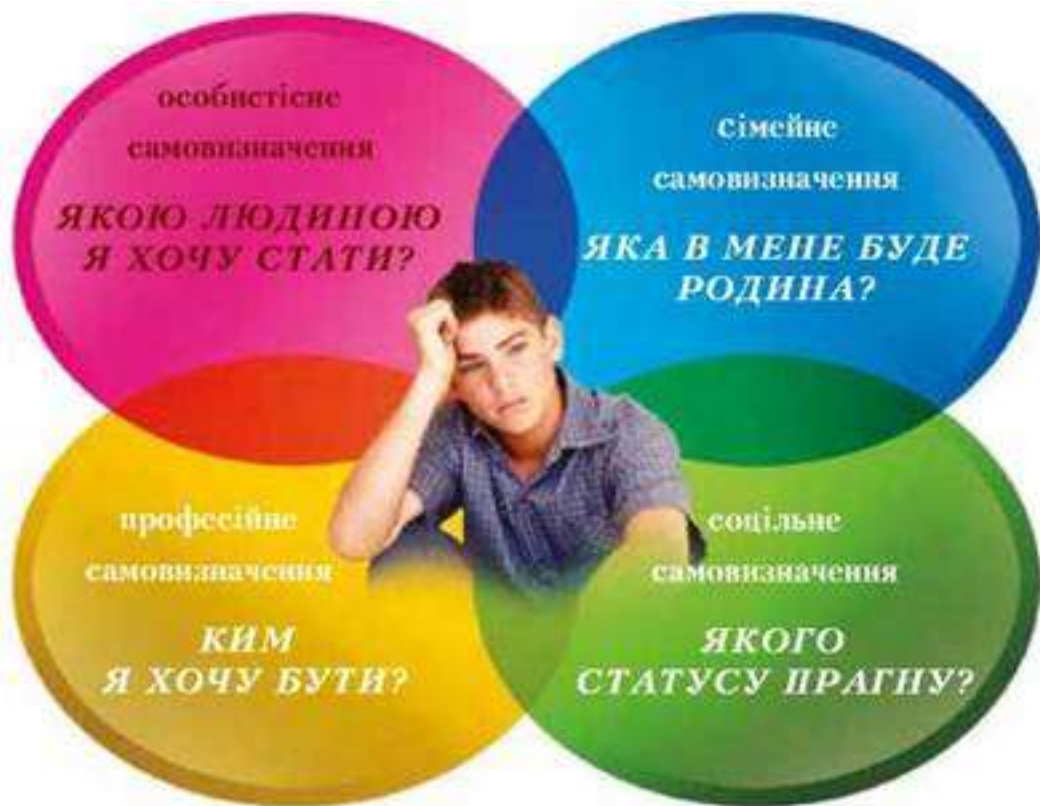 особистісне
самовизначення
ЯКОЮ ЛЮДИНОЮ
Я ХОЧУ СТАТИ?
Сімейне
самовизначення
ЯКА В МЕНЕ БУДЕ
РОДИНА?
професійне
самовизначення
КИМ
Я ХОЧУ БУТИ?
соцільне
самовизначення
ЯКОГО
СТАТУСУ ПРАГНУ?